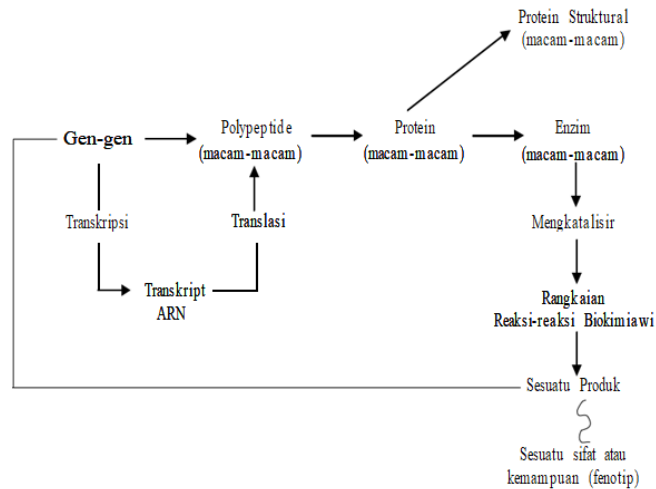 Protein Struktural
(macam-macam)
Gen-gen
Polypeptide
(macam-macam)
Protein
(macam-macam)
Enzim
(macam-macam)
Transkripsi
Translasi
Mengkatalisir
Transkript
ARN
Rangkaian
Reaksi-reaksi Biokimiawi
Sesuatu Produk
Sesuatu sifat atau
kemampuan (fenotip)